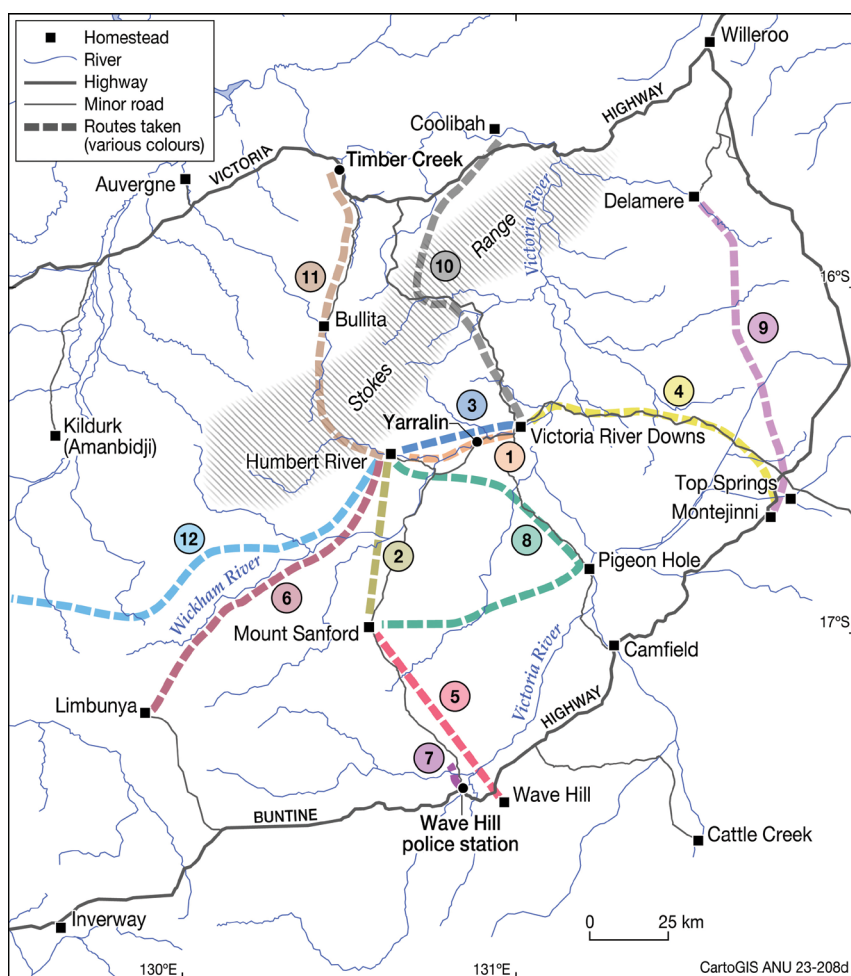 Homestead
River
Highway
Minor road
Routes taken
(various colours)
Willeroo
HIGHWAY
Coolibah
VICTORIA
Timber Creek
Auvergne
Delamere
Victoria River
Range
16°S
10
11
9
Bullita
Stokes
3
4
Kildurk
(Amanbidji)
Yarralin
Victoria River Downs
Humbert River
1
Top Springs
Montejinni
12
2
8
Pigeon Hole
Wickham River
6
Mount Sanford
17°S
Camfield
Victoria River
Limbunya
5
HIGHWAY
7
Wave Hill
BUNTINE
Wave Hill
police station
Cattle Creek
Inverway
0
25 km
130°E
131°E
CartoGIS ANU 23-208d